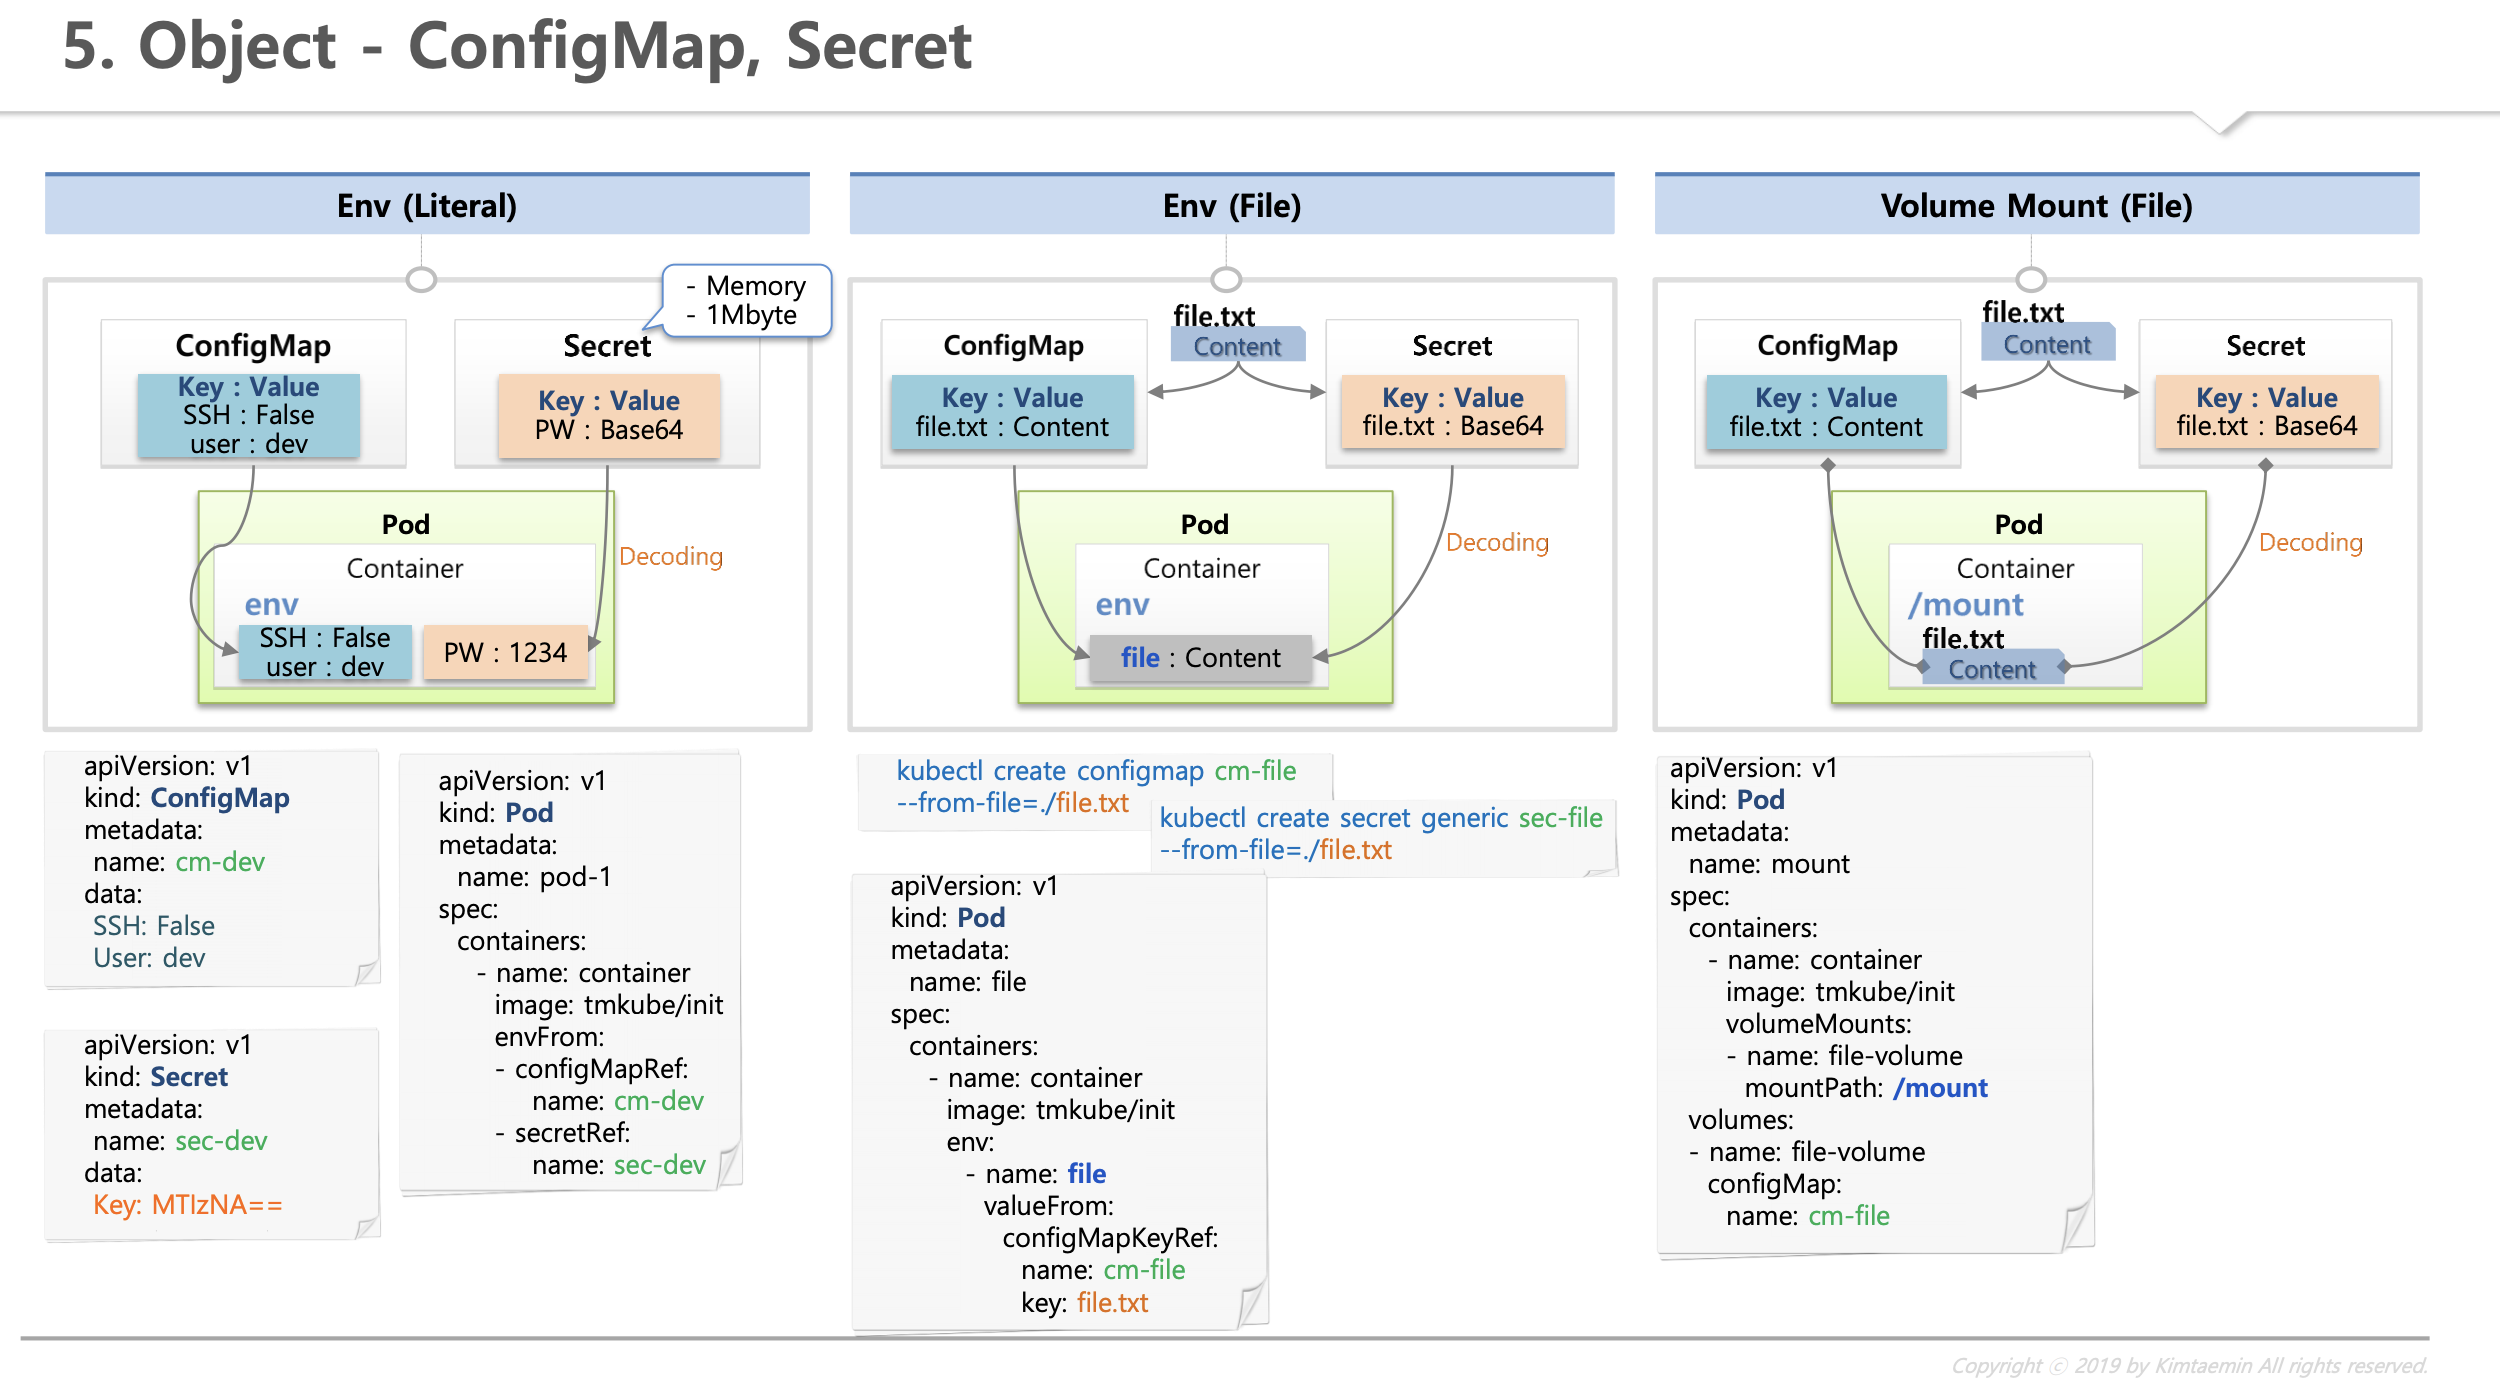 5. Object - ConfigMap, Secret
Env (Literal)
- Memory
- 1Mbyte
ConfigMap
Key : Value
SSH : False
user : dev
Secret
Key : Value
PW : Base64
Pod
Container
Decoding
env
SSH : False
user : dev
PW : 1234
apiVersion: v1
kind: ConfigMap
metadata:
name: cm-dev
data:
SSH: False
User: dev
apiVersion: v1
kind: Secret
metadata:
name: sec-dev
data:
Key: MTIzNA==
apiVersion: v1
kind: Pod
metadata:
name: pod-1
spec:
containers:
- name: container
image: tmkube/init
envFrom:
- configMapRef:
name: cm-dev
- secretRef:
name: sec-dev
Env (File)
file.txt
Content
ConfigMap
Key : Value
file.txt : Content
Secret
Key : Value
file.txt : Base64
Pod
Container
Decoding
env
file : Content
kubectl create configmap cm-file
--from-file=./file.txt
kubectl create secret generic sec-file
--from-file=./file.txt
apiVersion: v1
kind: Pod
metadata:
name: file
spec:
containers:
- name: container
image: tmkube/init
env:
- name: file
valueFrom:
configMapKeyRef:
name: cm-file
key: file.txt
Volume Mount (File)
file.txt
Content
ConfigMap
Key : Value
file.txt : Content
Secret
Key : Value
file.txt : Base64
Pod
Container
Decoding
/mount
file.txt
Content
apiVersion: v1
kind: Pod
metadata:
name: mount
spec:
containers:
- name: container
image: tmkube/init
volumeMounts:
- name: file-volume
mountPath: /mount
volumes:
- name: file-volume
configMap:
name: cm-file
Copyright ⓒ 2019 by Kimtaemin All rights reserved.